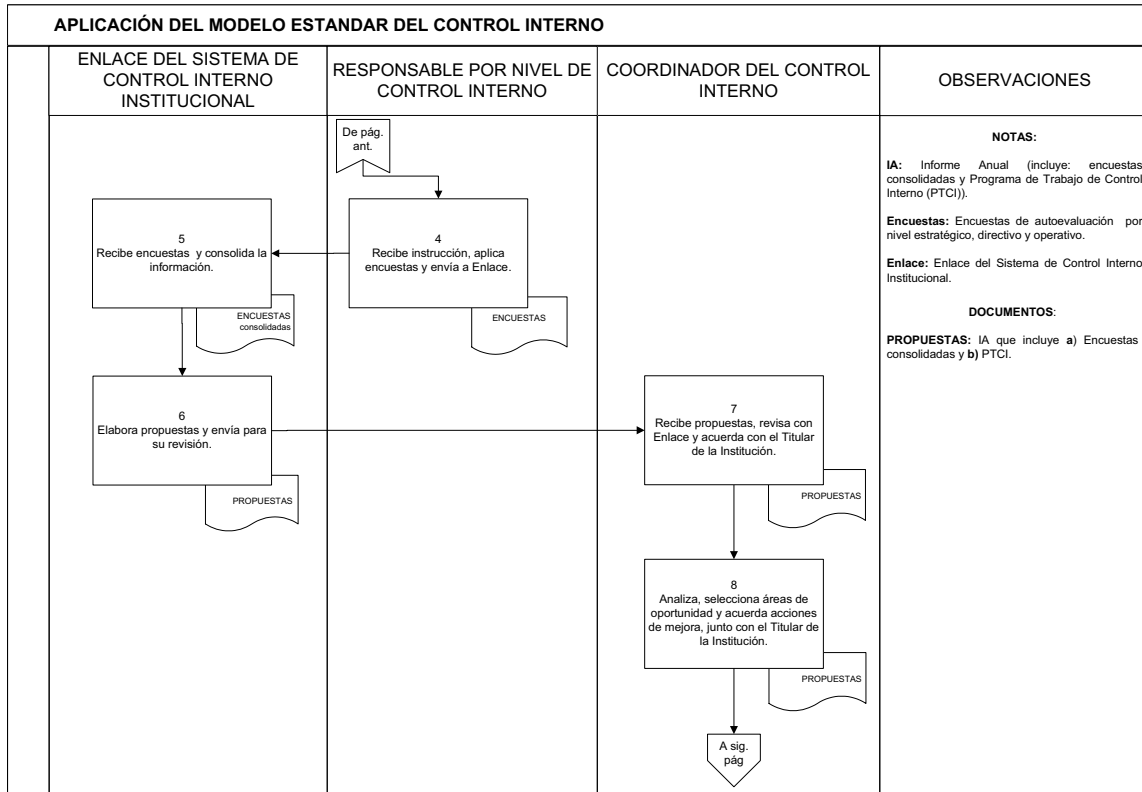 APLICACIÓN DEL MODELO ESTANDAR DEL CONTROL INTERNO
ENLACE DEL SISTEMA DE
CONTROL INTERNO
INSTITUCIONAL
RESPONSABLE POR NIVEL DE
CONTROL INTERNO
COORDINADOR DEL CONTROL
INTERNO
OBSERVACIONES
De pág.
ant.
4
Recibe instrucción, aplica
encuestas y envía a Enlace.
ENCUESTAS
5
Recibe encuestas y consolida la
información.
ENCUESTAS
consolidadas
6
Elabora propuestas y envía para
su revisión.
PROPUESTAS
7
Recibe propuestas, revisa con
Enlace y acuerda con el Titular
de la Institución.
PROPUESTAS
8
Analiza, selecciona áreas de
oportunidad y acuerda acciones
de mejora, junto con el Titular de
la Institución.
PROPUESTAS
A sig.
pág
NOTAS:
IA: Informe Anual (incluye: encuestas
consolidadas y Programa de Trabajo de Control
Interno (PTCI)).
Encuestas: Encuestas de autoevaluación por
nivel estratégico, directivo y operativo.
Enlace: Enlace del Sistema de Control Interno
Institucional.
DOCUMENTOS:
PROPUESTAS: IA que incluye a) Encuestas
consolidadas y b) PTCI.